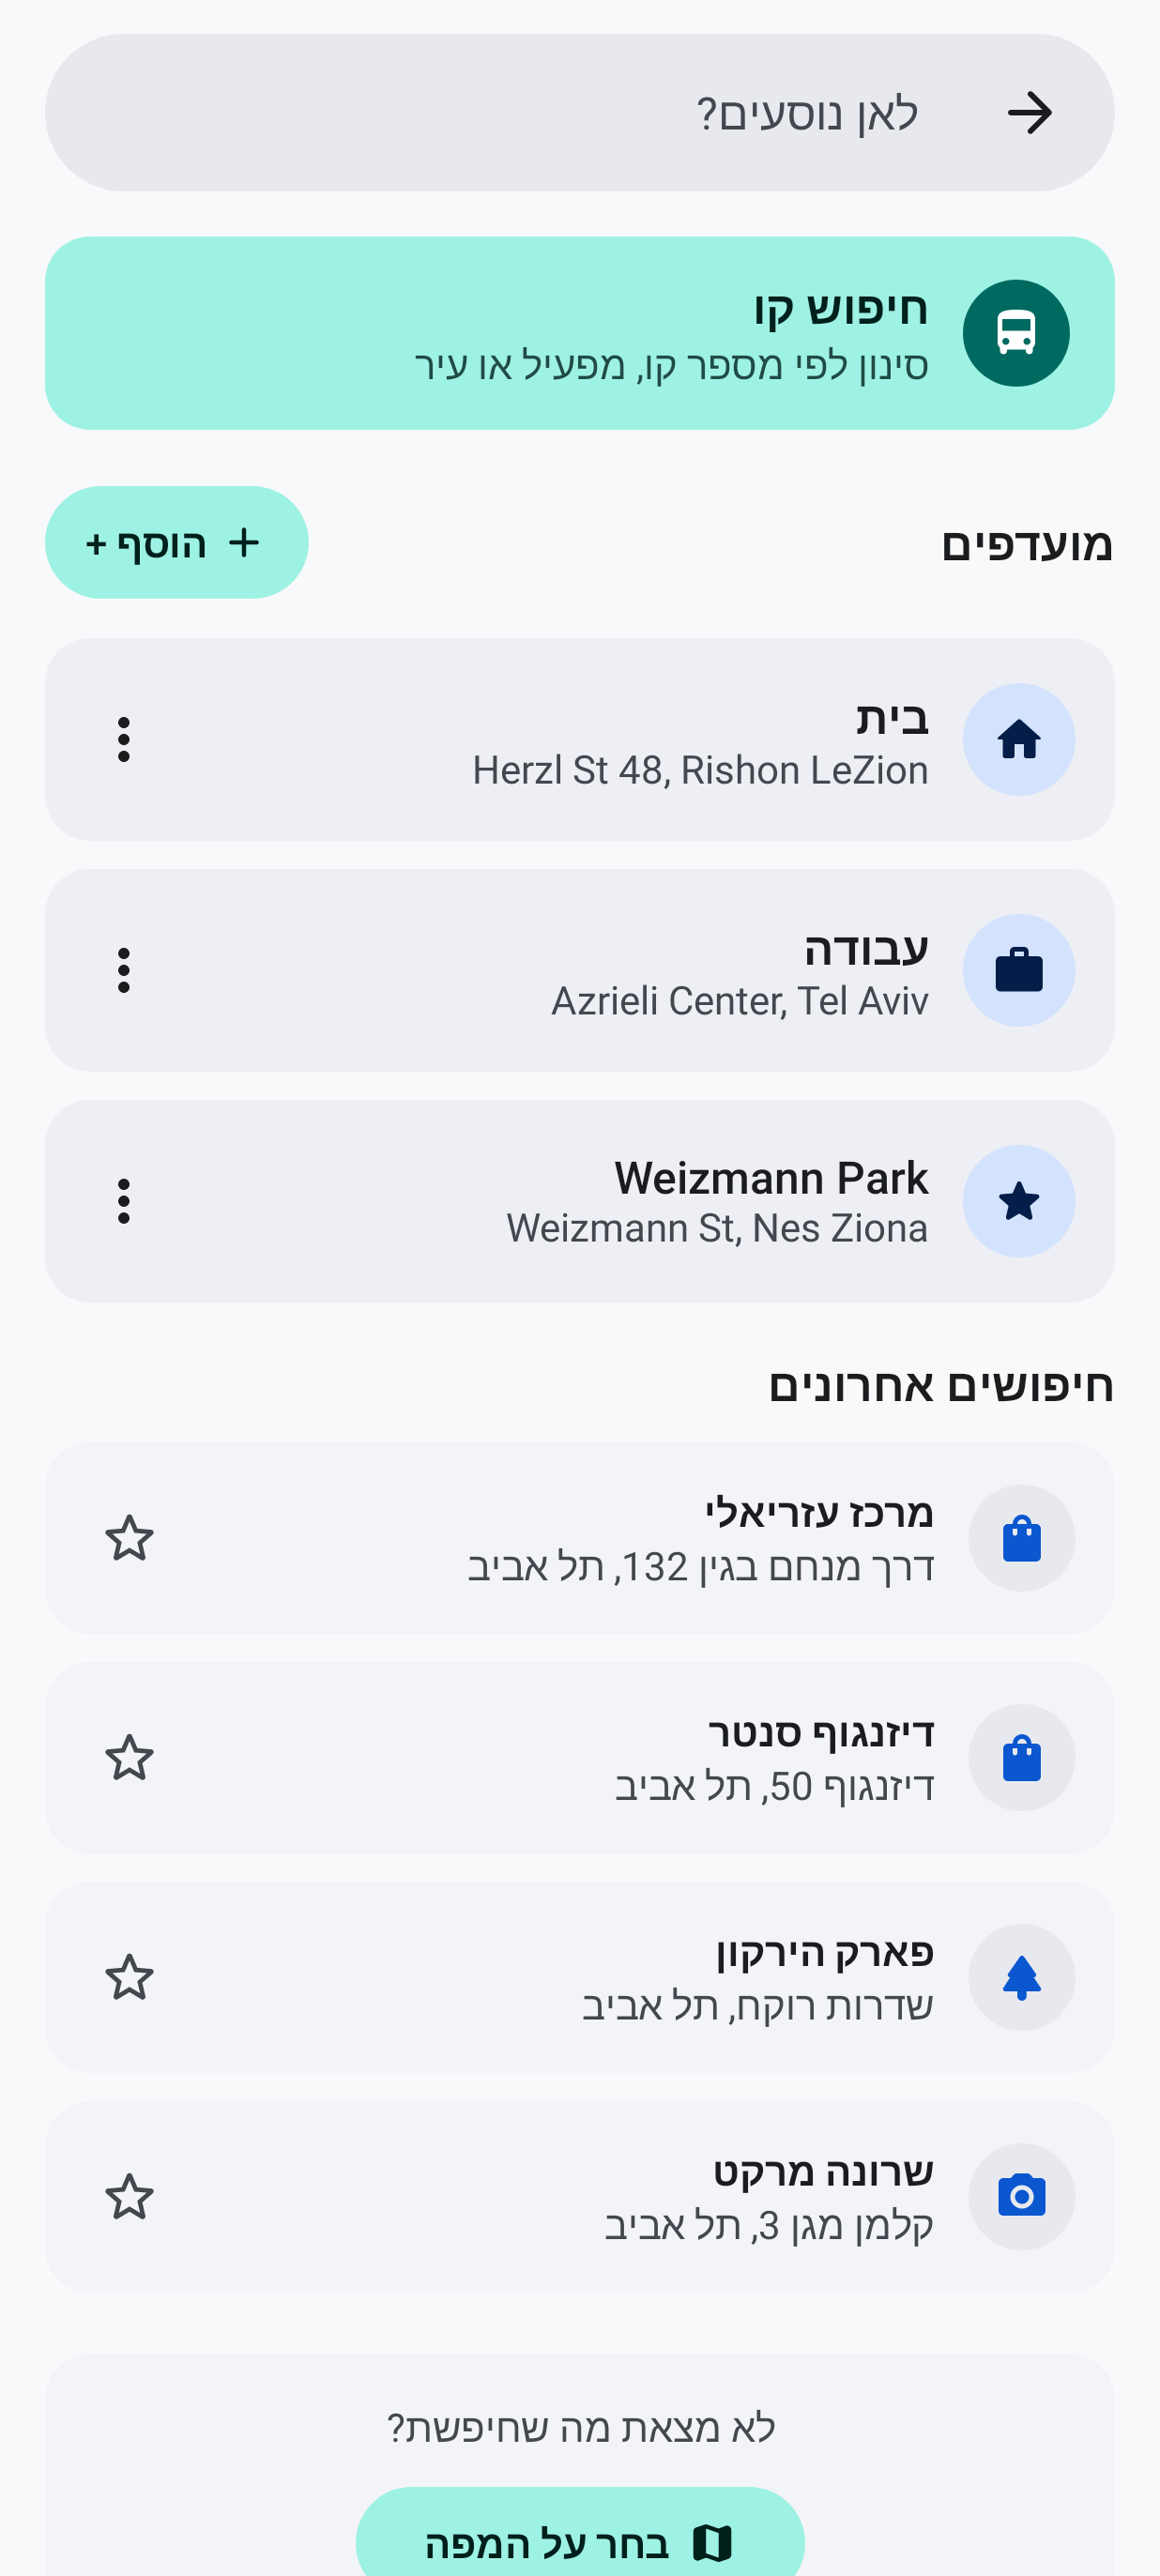 לאן נוסעים?
חיפוש קו
סינון לפי מספר קו, מפעיל או עיר
מועדפים
הוסף +
בית
Herzl St 48, Rishon LeZion
עבודה
Azrieli Center, Tel Aviv
Weizmann Park
Weizmann St, Nes Ziona
חיפושים אחרונים
מרכז עזריאלי
דרך מנחם בגין 132, תל אביב
דיזנגוף סנטר
דיזנגוף 50, תל אביב
פארק הירקון
שדרות רוקח, תל אביב
שרונה מרקט
קלמן מגן 3, תל אביב
לא מצאת מה שחיפשת?
בחר על המפה